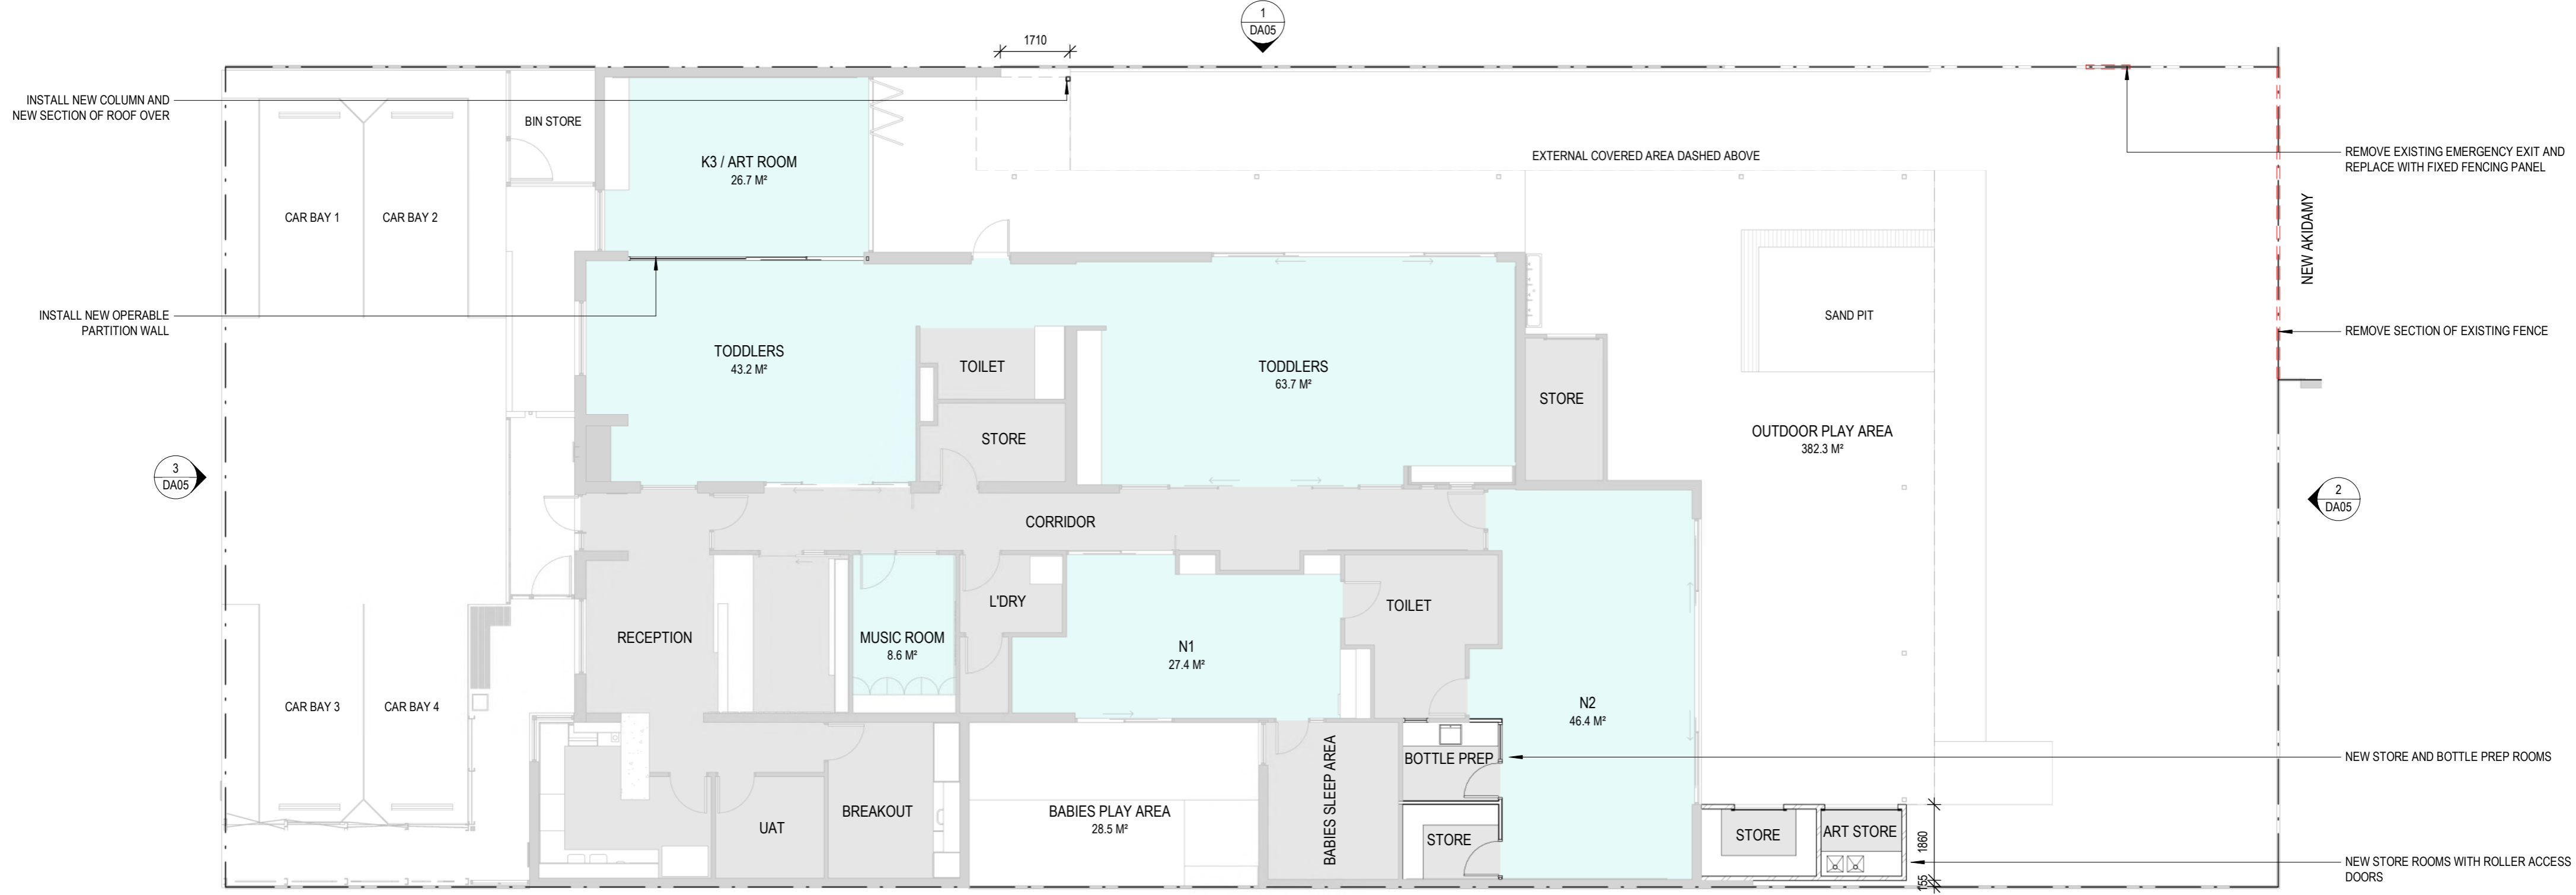 1
DA05
1710
INSTALL NEW COLUMN AND
NEW SECTION OF ROOF OVER
BIN STORE
K3 / ART ROOM
26.7 M²
EXTERNAL COVERED AREA DASHED ABOVE
REMOVE EXISTING EMERGENCY EXIT AND
REPLACE WITH FIXED FENCING PANEL
CAR BAY 1
CAR BAY 2
NEW AKIDAMY
INSTALL NEW OPERABLE
PARTITION WALL
SAND PIT
REMOVE SECTION OF EXISTING FENCE
TODDLERS
43.2 M²
TOILET
TODDLERS
63.7 M²
STORE
STORE
OUTDOOR PLAY AREA
382.3 M²
3
DA05
2
DA05
CORRIDOR
L'DRY
TOILET
RECEPTION
MUSIC ROOM
8.6 M²
N1
27.4 M²
CAR BAY 3
CAR BAY 4
N2
46.4 M²
BOTTLE PREP
NEW STORE AND BOTTLE PREP ROOMS
BABIES SLEEP AREA
BREAKOUT
BABIES PLAY AREA
28.5 M²
UAT
STORE
STORE
ART STORE
1860
155
NEW STORE ROOMS WITH ROLLER ACCESS
DOORS